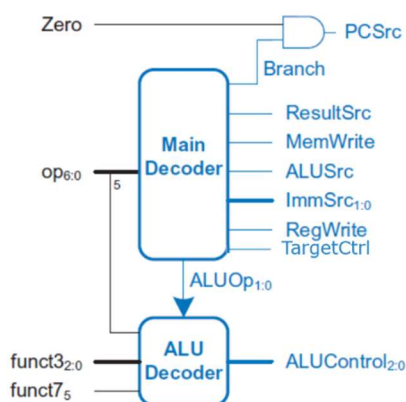 Zero
PCSrc
Branch
Main
Decoder
ResultSrc
MemWrite
ALUSrc
ImmSrc1:0
RegWrite
TargetCtrl
op6:0
5
ALUOp1:0
ALU
Decoder
funct32:0
funct75
ALUControl2:0